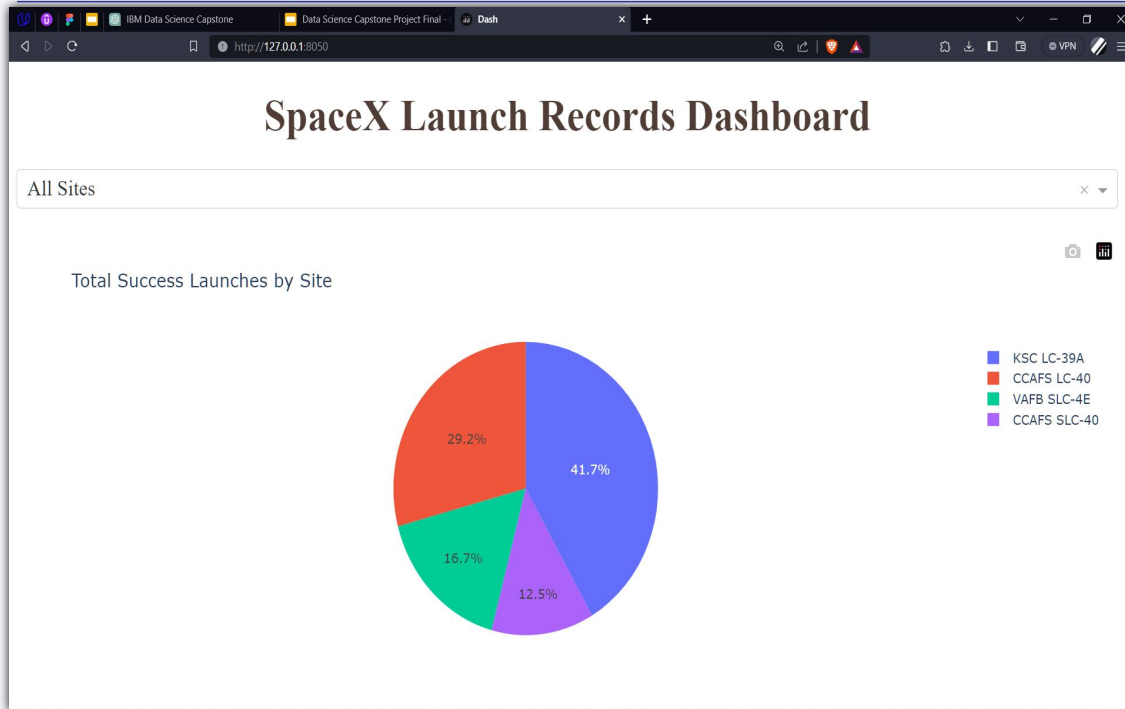 IBM Data Science Capstone
Data Science Capstone Project Final -
Dash
http://127.0.0.1:8050
VPN
SpaceX Launch Records Dashboard
All Sites
Total Success Launches by Site
KSC LC-39A
CCAFS LC-40
VAFB SLC-4E
CCAFS SLC-40
29.2%
41.7%
16.7%
12.5%